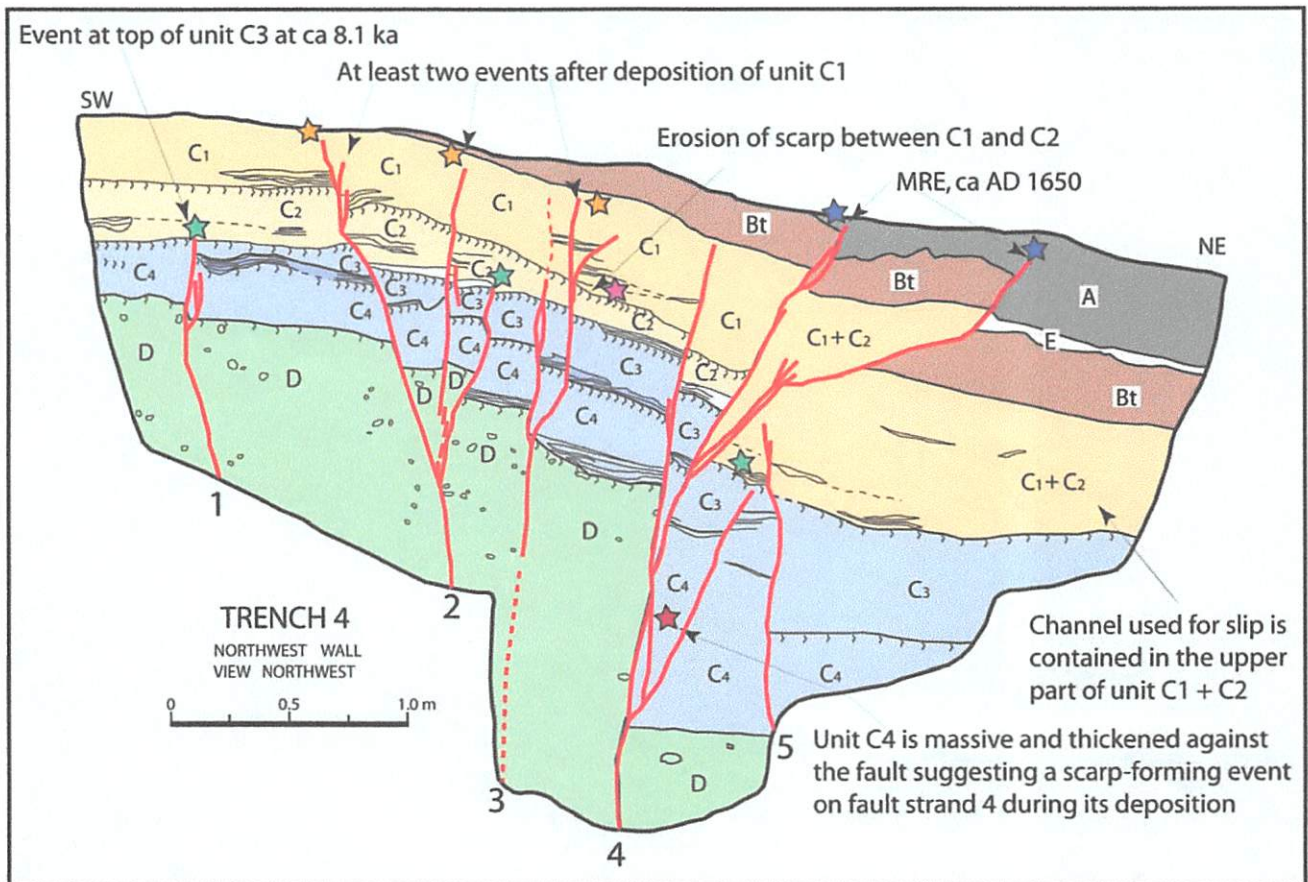 Event at top of unit C3 at ca 8.1 ka
At least two events after deposition of unit C1
SW
Erosion of scarp between C1 and C2
MRE, ca AD 1650
NE
C1
C1
C1
C1
C1
Bt
Bt
A
E
Bt
C2
C2
C2
C2
C2
C1 + C2
C1 + C2
C4
C3
C3
C3
C3
C3
C3
C3
C3
C4
C4
C4
C4
C4
C4
C4
C4
D
D
D
D
D
D
D
1
2
3
4
5
TRENCH 4
NORTHWEST WALL
VIEW NORTHWEST
0
0.5
1.0 m
Channel used for slip is
contained in the upper
part of unit C1 + C2
Unit C4 is massive and thickened against
the fault suggesting a scarp-forming event
on fault strand 4 during its deposition